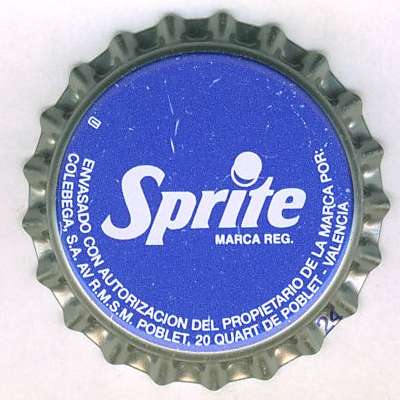 Sprite
MARCA REG.
ENVASADO CON AUTORIZACION DEL PROPIETARIO DE LA MARCA POR:
COLEBEGA, S.A. AV R.M.S.M. POBLET, 20 QUART DE POBLET - VALENCIA
24